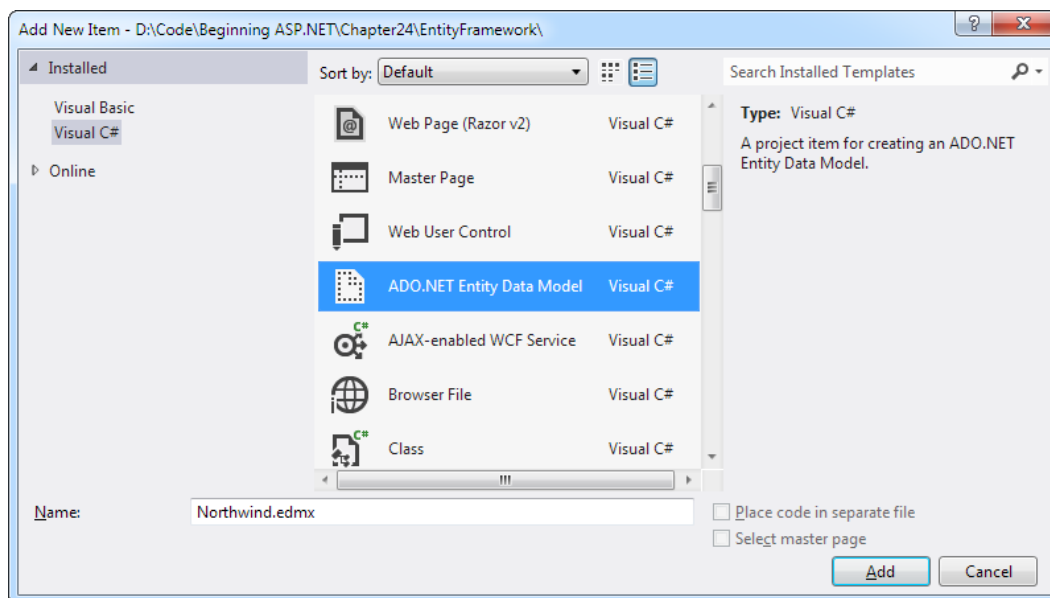 Add New Item - D:\Code\Beginning ASP.NET\Chapter24\EntityFramework\
Installed
Visual Basic
Visual C#
Online
Sort by: Default
Search Installed Templates
Web Page (Razor v2) Visual C#
Master Page Visual C#
Web User Control Visual C#
ADO.NET Entity Data Model Visual C#
AJAX-enabled WCF Service Visual C#
Browser File Visual C#
Class Visual C#
Type: Visual C#
A project item for creating an ADO.NET
Entity Data Model.
Name: Northwind.edmx
Place code in separate file
Select master page
Add Cancel